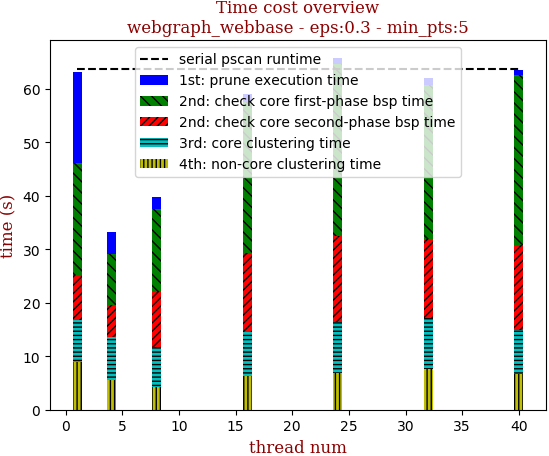 Time cost overview
webgraph_webbase - eps:0.3 - min_pts:5
serial pscan runtime
1st: prune execution time
2nd: check core first-phase bsp time
2nd: check core second-phase bsp time
3rd: core clustering time
4th: non-core clustering time
time (s)
60
50
40
30
20
10
0
0 5 10 15 20 25 30 35 40
thread num